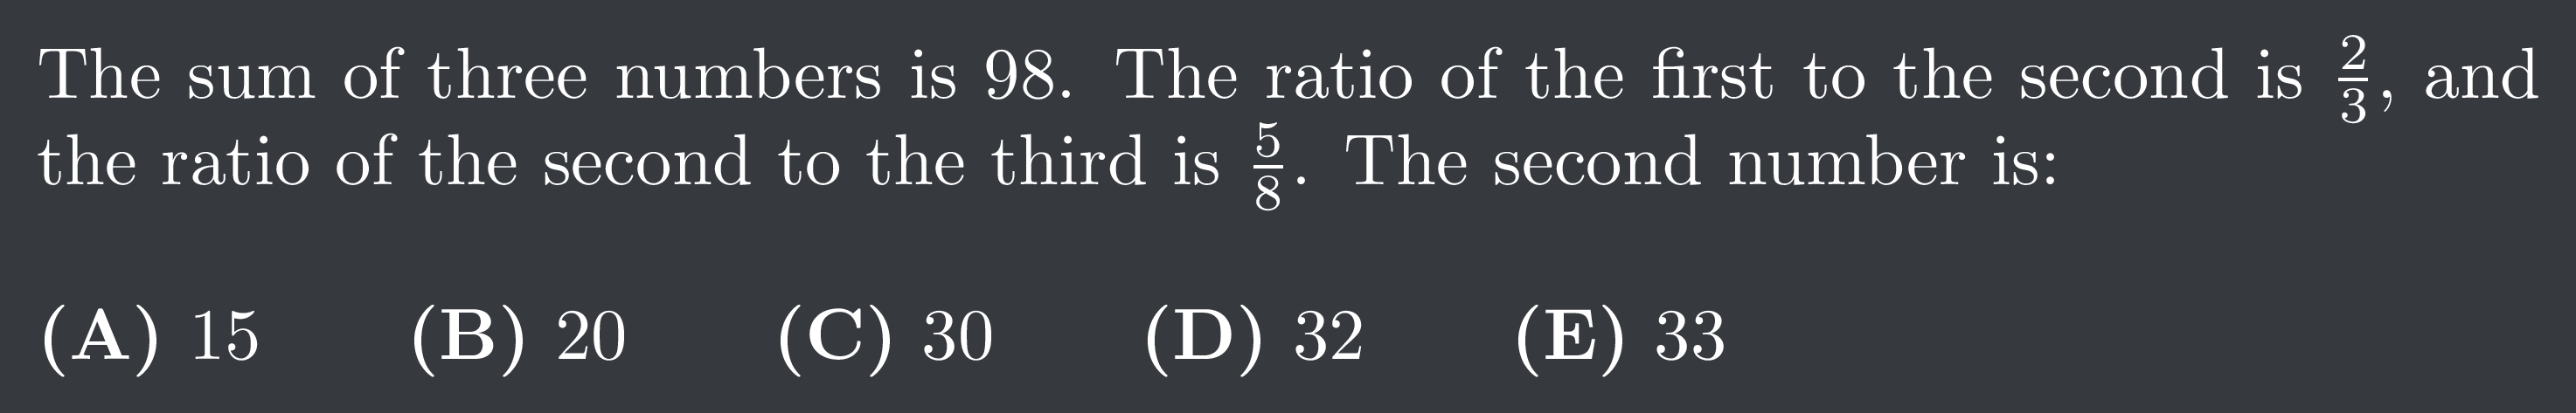 The sum of three numbers is 98. The ratio of the first to the second is $\frac{2}{3}$, and
the ratio of the second to the third is $\frac{5}{8}$. The second number is:
(A) 15 (B) 20 (C) 30 (D) 32 (E) 33